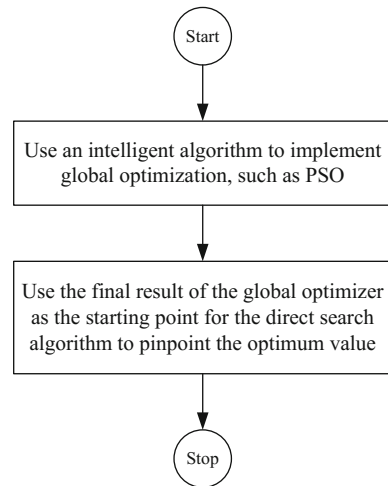 Start
Use an intelligent algorithm to implement
global optimization, such as PSO
Use the final result of the global optimizer
as the starting point for the direct search
algorithm to pinpoint the optimum value
Stop